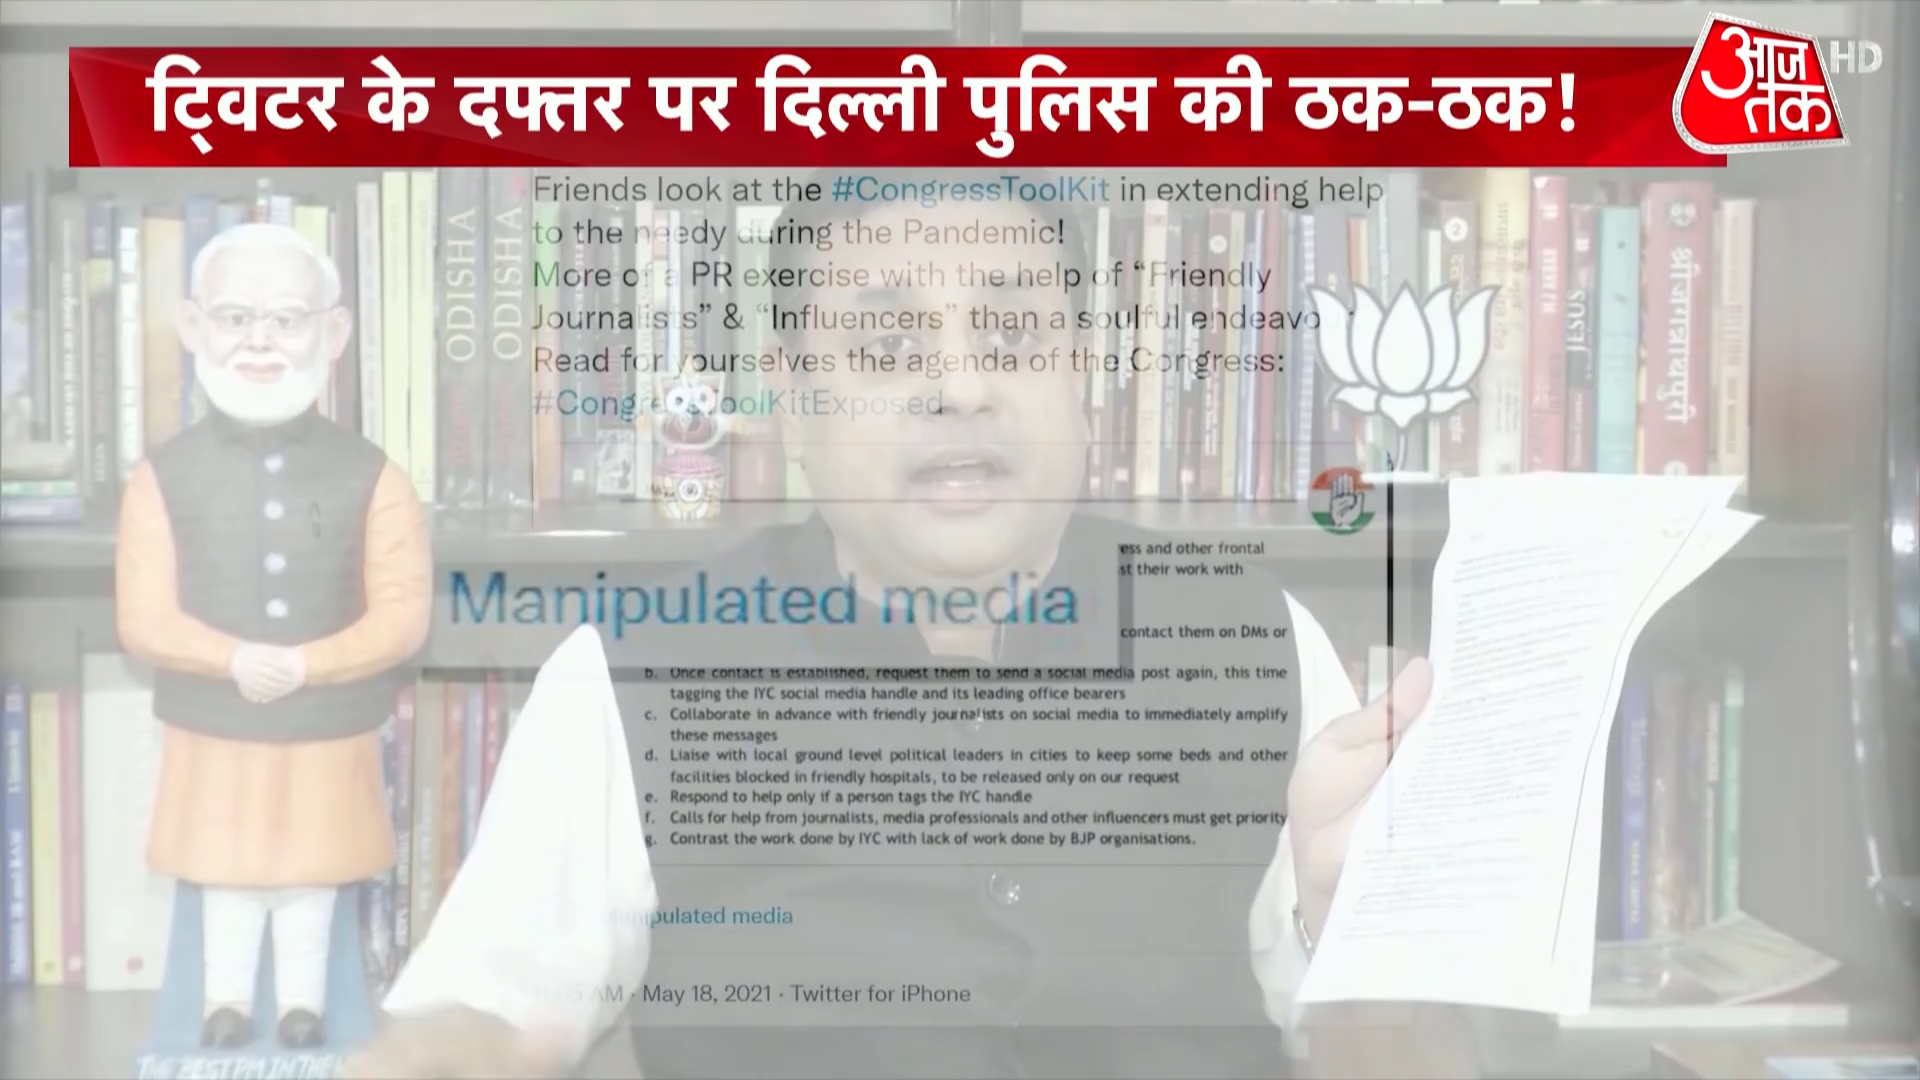 ट्विटर के दफ्तर पर दिल्ली पुलिस की ठक-ठक!
आज
तक
HD
Friends look at the #CongressToolKit in extending help
to the needy during the Pandemic!
More of a PR exercise with the help of “Friendly
Journalists” & “Influencers” than a soulful endeavour
Read for yourselves the agenda of the Congress:
#CongressToolKitExposed
ODISHA
ODISHA
JESUS
2
ess and other frontal
st their work with
Manipulated media
contact them on DMs or
b. Once contact is established, request them to send a social media post again, this time
tagging the IYC social media handle and its leading office bearers
c. Collaborate in advance with friendly journalists on social media to immediately amplify
these messages
d. Liaise with local ground level political leaders in cities to keep some beds and other
facilities blocked in friendly hospitals, to be released only on our request
e. Respond to help only if a person tags the IYC handle
f. Calls for help from journalists, media professionals and other influencers must get priority
g. Contrast the work done by IYC with lack of work done by BJP organisations.
Manipulated media
AM · May 18, 2021 · Twitter for iPhone
THE BEST PM IN THE